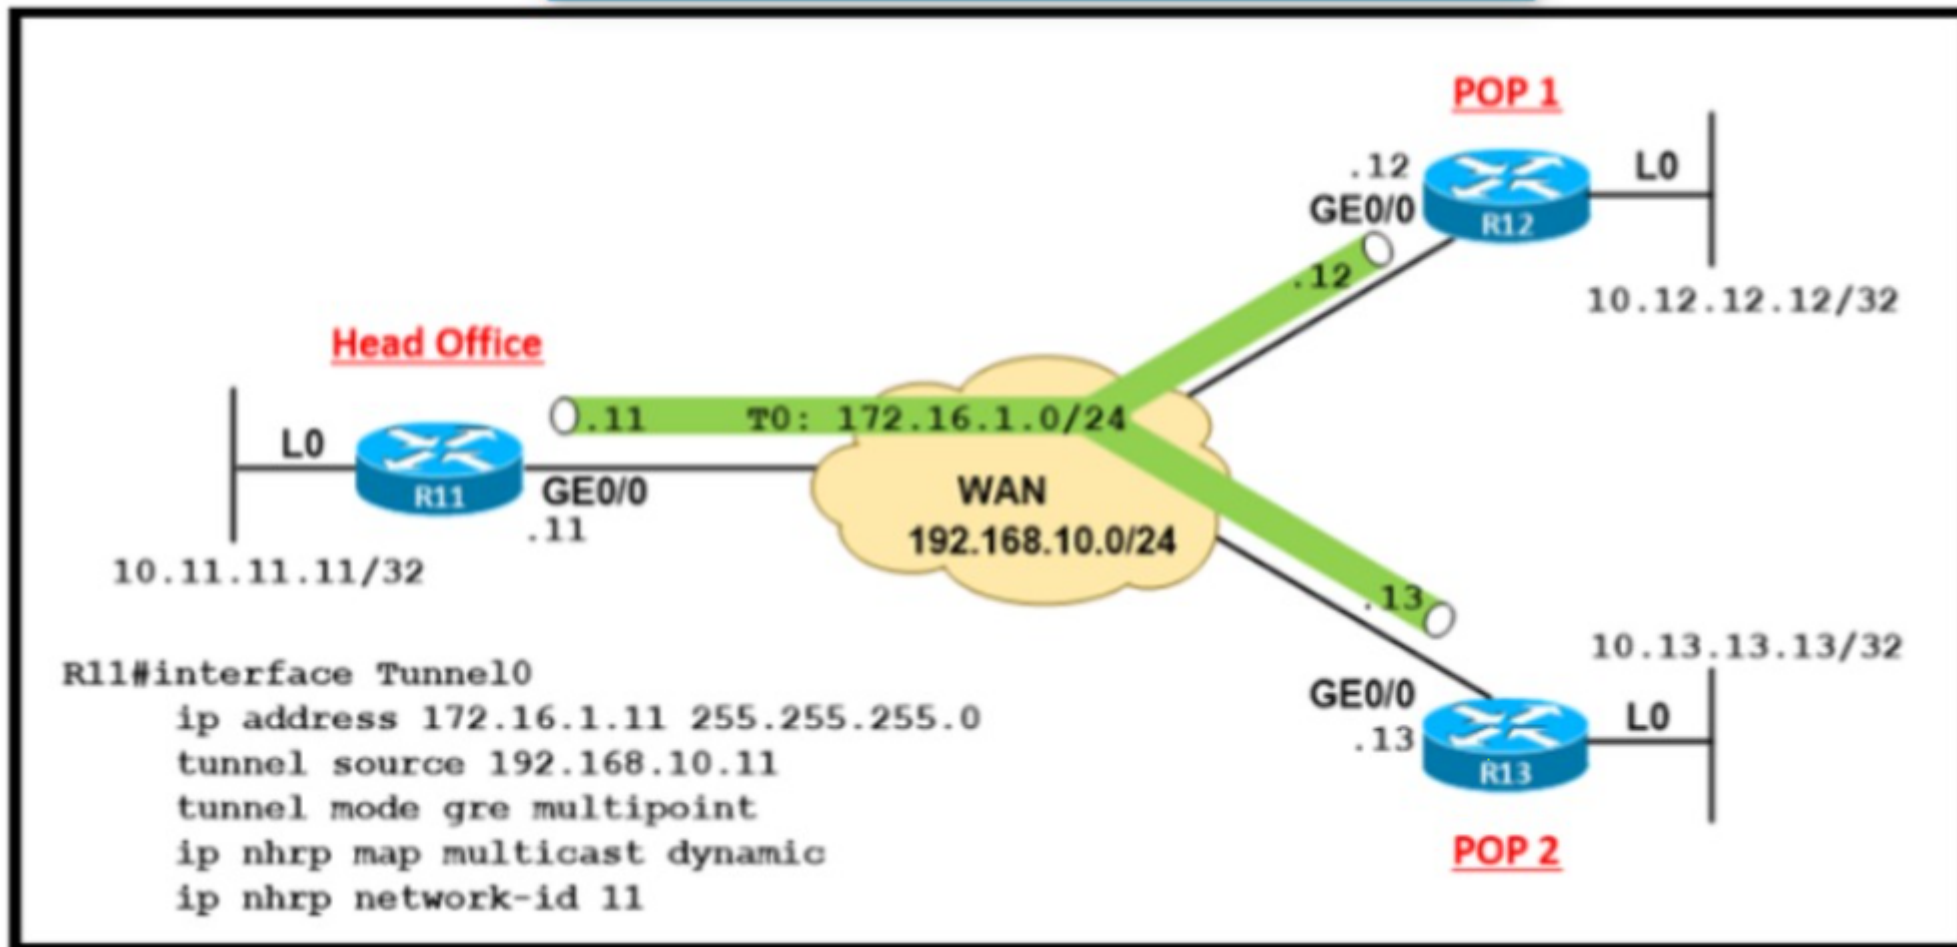 POP 1
.12
GE0/0
R12
L0
.12
10.12.12.12/32
Head Office
.11
T0: 172.16.1.0/24
L0
R11
GE0/0
.11
WAN
192.168.10.0/24
10.11.11.11/32
.13
10.13.13.13/32
GE0/0
.13
R13
L0
POP 2
R11#interface Tunnel0
ip address 172.16.1.11 255.255.255.0
tunnel source 192.168.10.11
tunnel mode gre multipoint
ip nhrp map multicast dynamic
ip nhrp network-id 11